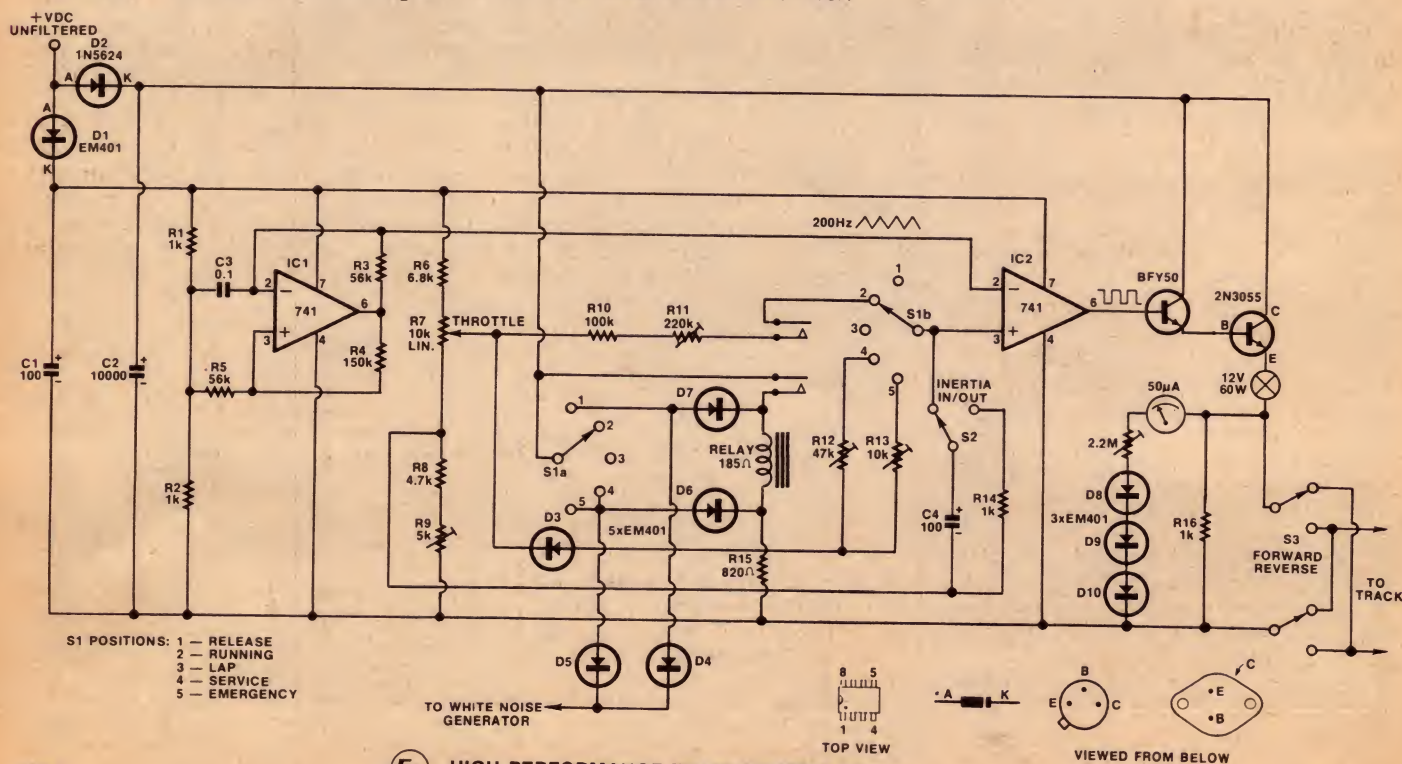 +VDC
UNFILTERED
D2
1N5624
A
K
A
D1
EM401
K
R1
1k
C3
0.1
IC1
2
−
741
+
3
7
6
4
R3
56k
R4
150k
R5
56k
R2
1k
C1
100
+
−
C2
10000
+
−
R6
6.8k
R7
10k
LIN.
THROTTLE
R8
4.7k
R9
5k
R10
100k
R11
220k
200Hz
1
2
3
4
5
S1b
1
2
3
4
5
S1a
D7
RELAY
185Ω
D6
D3
5xEM401
R15
820Ω
R12
47k
R13
10k
INERTIA
IN/OUT
S2
C4
100
+
−
R14
1k
IC2
2
−
741
+
3
7
6
4
BFY50
2N3055
B
C
E
12V
60W
50µA
2.2M
D8
3xEM401
D9
D10
R16
1k
S3
FORWARD
REVERSE
TO
TRACK
S1 POSITIONS: 1 — RELEASE
2 — RUNNING
3 — LAP
4 — SERVICE
5 — EMERGENCY
D5
D4
TO WHITE NOISE
GENERATOR
8 5
1 4
TOP VIEW
A
K
B
E
C
C
E
B
VIEWED FROM BELOW
HIGH PERFORMANCE